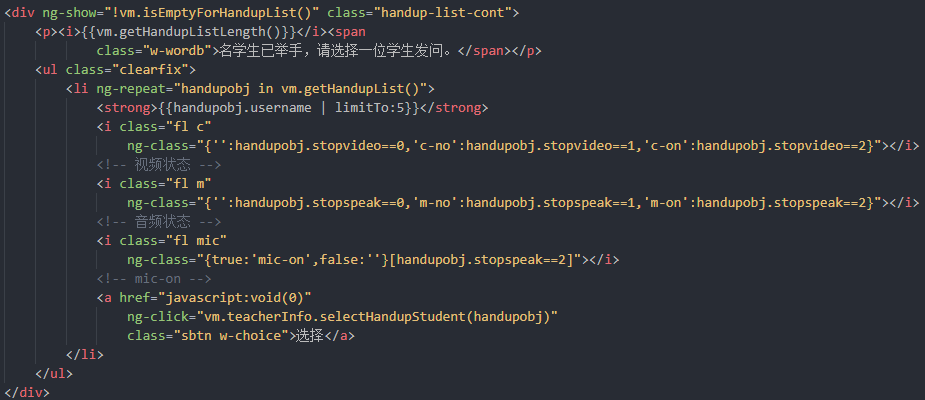 <div ng-show="!vm.isEmptyForHandupList()" class="handup-list-cont">
    <p><i>{{vm.getHandupListLength()}}</i><span
            class="w-wordb">名学生已举手，请选择一位学生发问。</span></p>
    <ul class="clearfix">
        <li ng-repeat="handupobj in vm.getHandupList()">
            <strong>{{handupobj.username | limitTo:5}}</strong>
            <i class="fl c"
                ng-class="{'':handupobj.stopvideo==0,'c-no':handupobj.stopvideo==1,'c-on':handupobj.stopvideo==2}"></i>
            <!-- 视频状态 -->
            <i class="fl m"
                ng-class="{'':handupobj.stopspeak==0,'m-no':handupobj.stopspeak==1,'m-on':handupobj.stopspeak==2}"></i>
            <!-- 音频状态 -->
            <i class="fl mic"
                ng-class="{true:'mic-on',false:''}[handupobj.stopspeak==2]"></i>
            <!-- mic-on -->
            <a href="javascript:void(0)"
                ng-click="vm.teacherInfo.selectHandupStudent(handupobj)"
                class="sbtn w-choice">选择</a>
        </li>
    </ul>
</div>